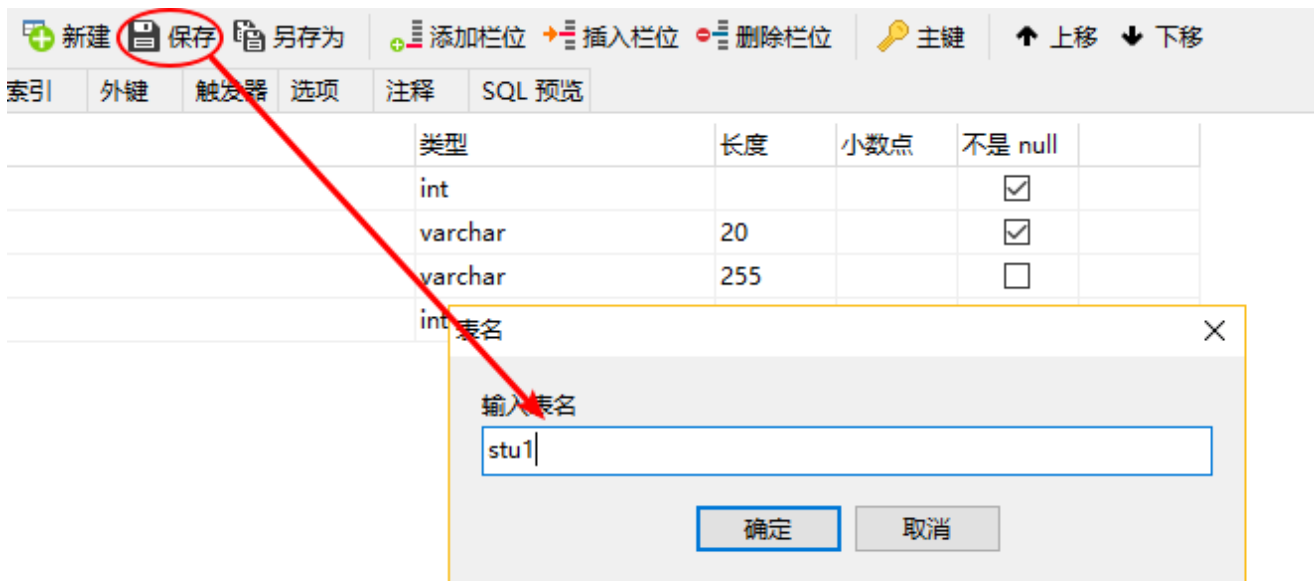 新建 保存 另存为 添加栏位 插入栏位 删除栏位 主键 上移 下移
索引 外键 触发器 选项 注释 SQL 预览
类型 长度 小数点 不是 null
int
varchar 20
varchar 255
int
表名
输入表名
stu1
确定 取消